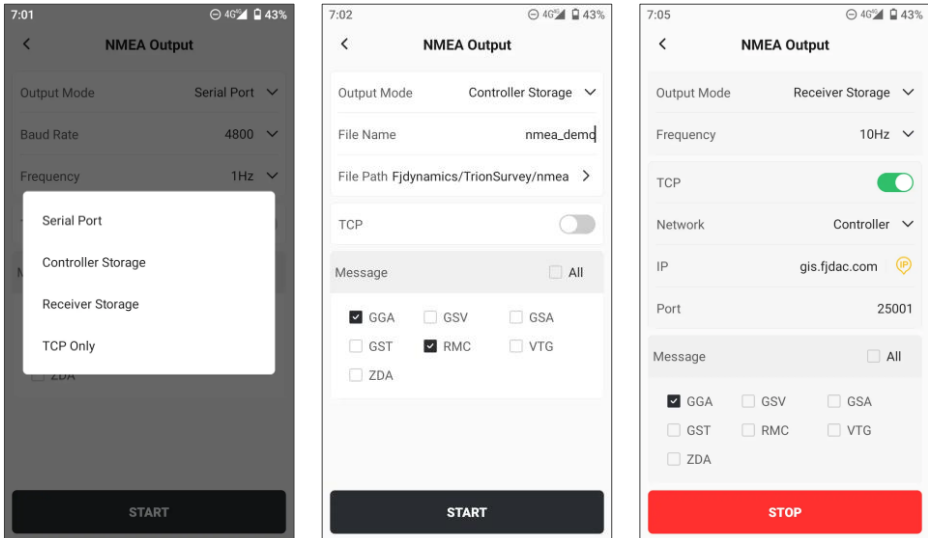 7:01 4G 43%
NMEA Output
Output Mode Serial Port
Baud Rate 4800
Frequency 1Hz
Serial Port
Controller Storage
Receiver Storage
TCP Only
ZDA
START
7:02 4G 43%
NMEA Output
Output Mode Controller Storage
File Name nmea_demo
File Path Fjdynamics/TrionSurvey/nmea
TCP
Message All
GGA GSV GSA
GST RMC VTG
ZDA
START
7:05 4G 43%
NMEA Output
Output Mode Receiver Storage
Frequency 10Hz
TCP
Network Controller
IP gis.fjdac.com IP
Port 25001
Message All
GGA GSV GSA
GST RMC VTG
ZDA
STOP